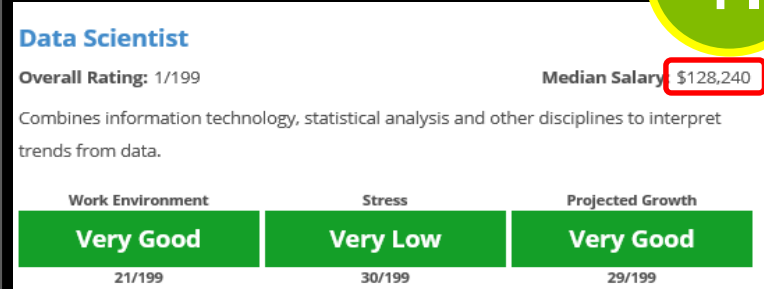 Data Scientist
Overall Rating: 1/199 Median Salary: $128,240
Combines information technology, statistical analysis and other disciplines to interpret
trends from data.
Work Environment Stress Projected Growth
Very Good Very Low Very Good
21/199 30/199 29/199